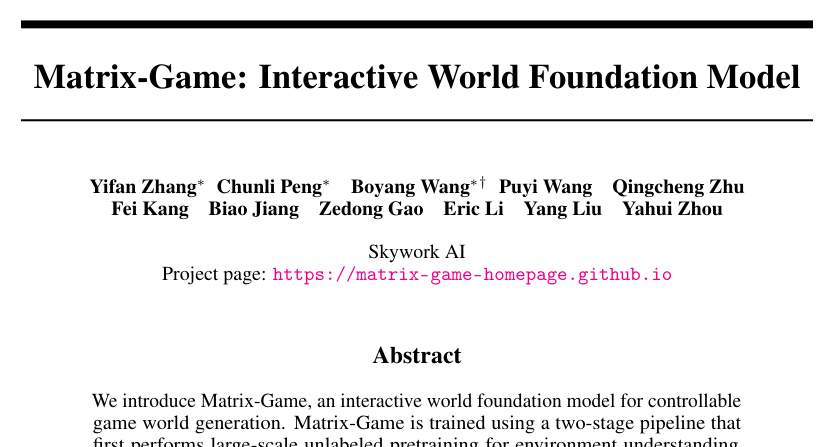 Matrix-Game: Interactive World Foundation Model
Yifan Zhang* Chunli Peng* Boyang Wang*† Puyi Wang Qingcheng Zhu
Fei Kang Biao Jiang Zedong Gao Eric Li Yang Liu Yahui Zhou
Skywork AI
Project page: https://matrix-game-homepage.github.io
Abstract
We introduce Matrix-Game, an interactive world foundation model for controllable
game world generation. Matrix-Game is trained using a two-stage pipeline that
first performs large-scale unlabeled pretraining for environment understanding,